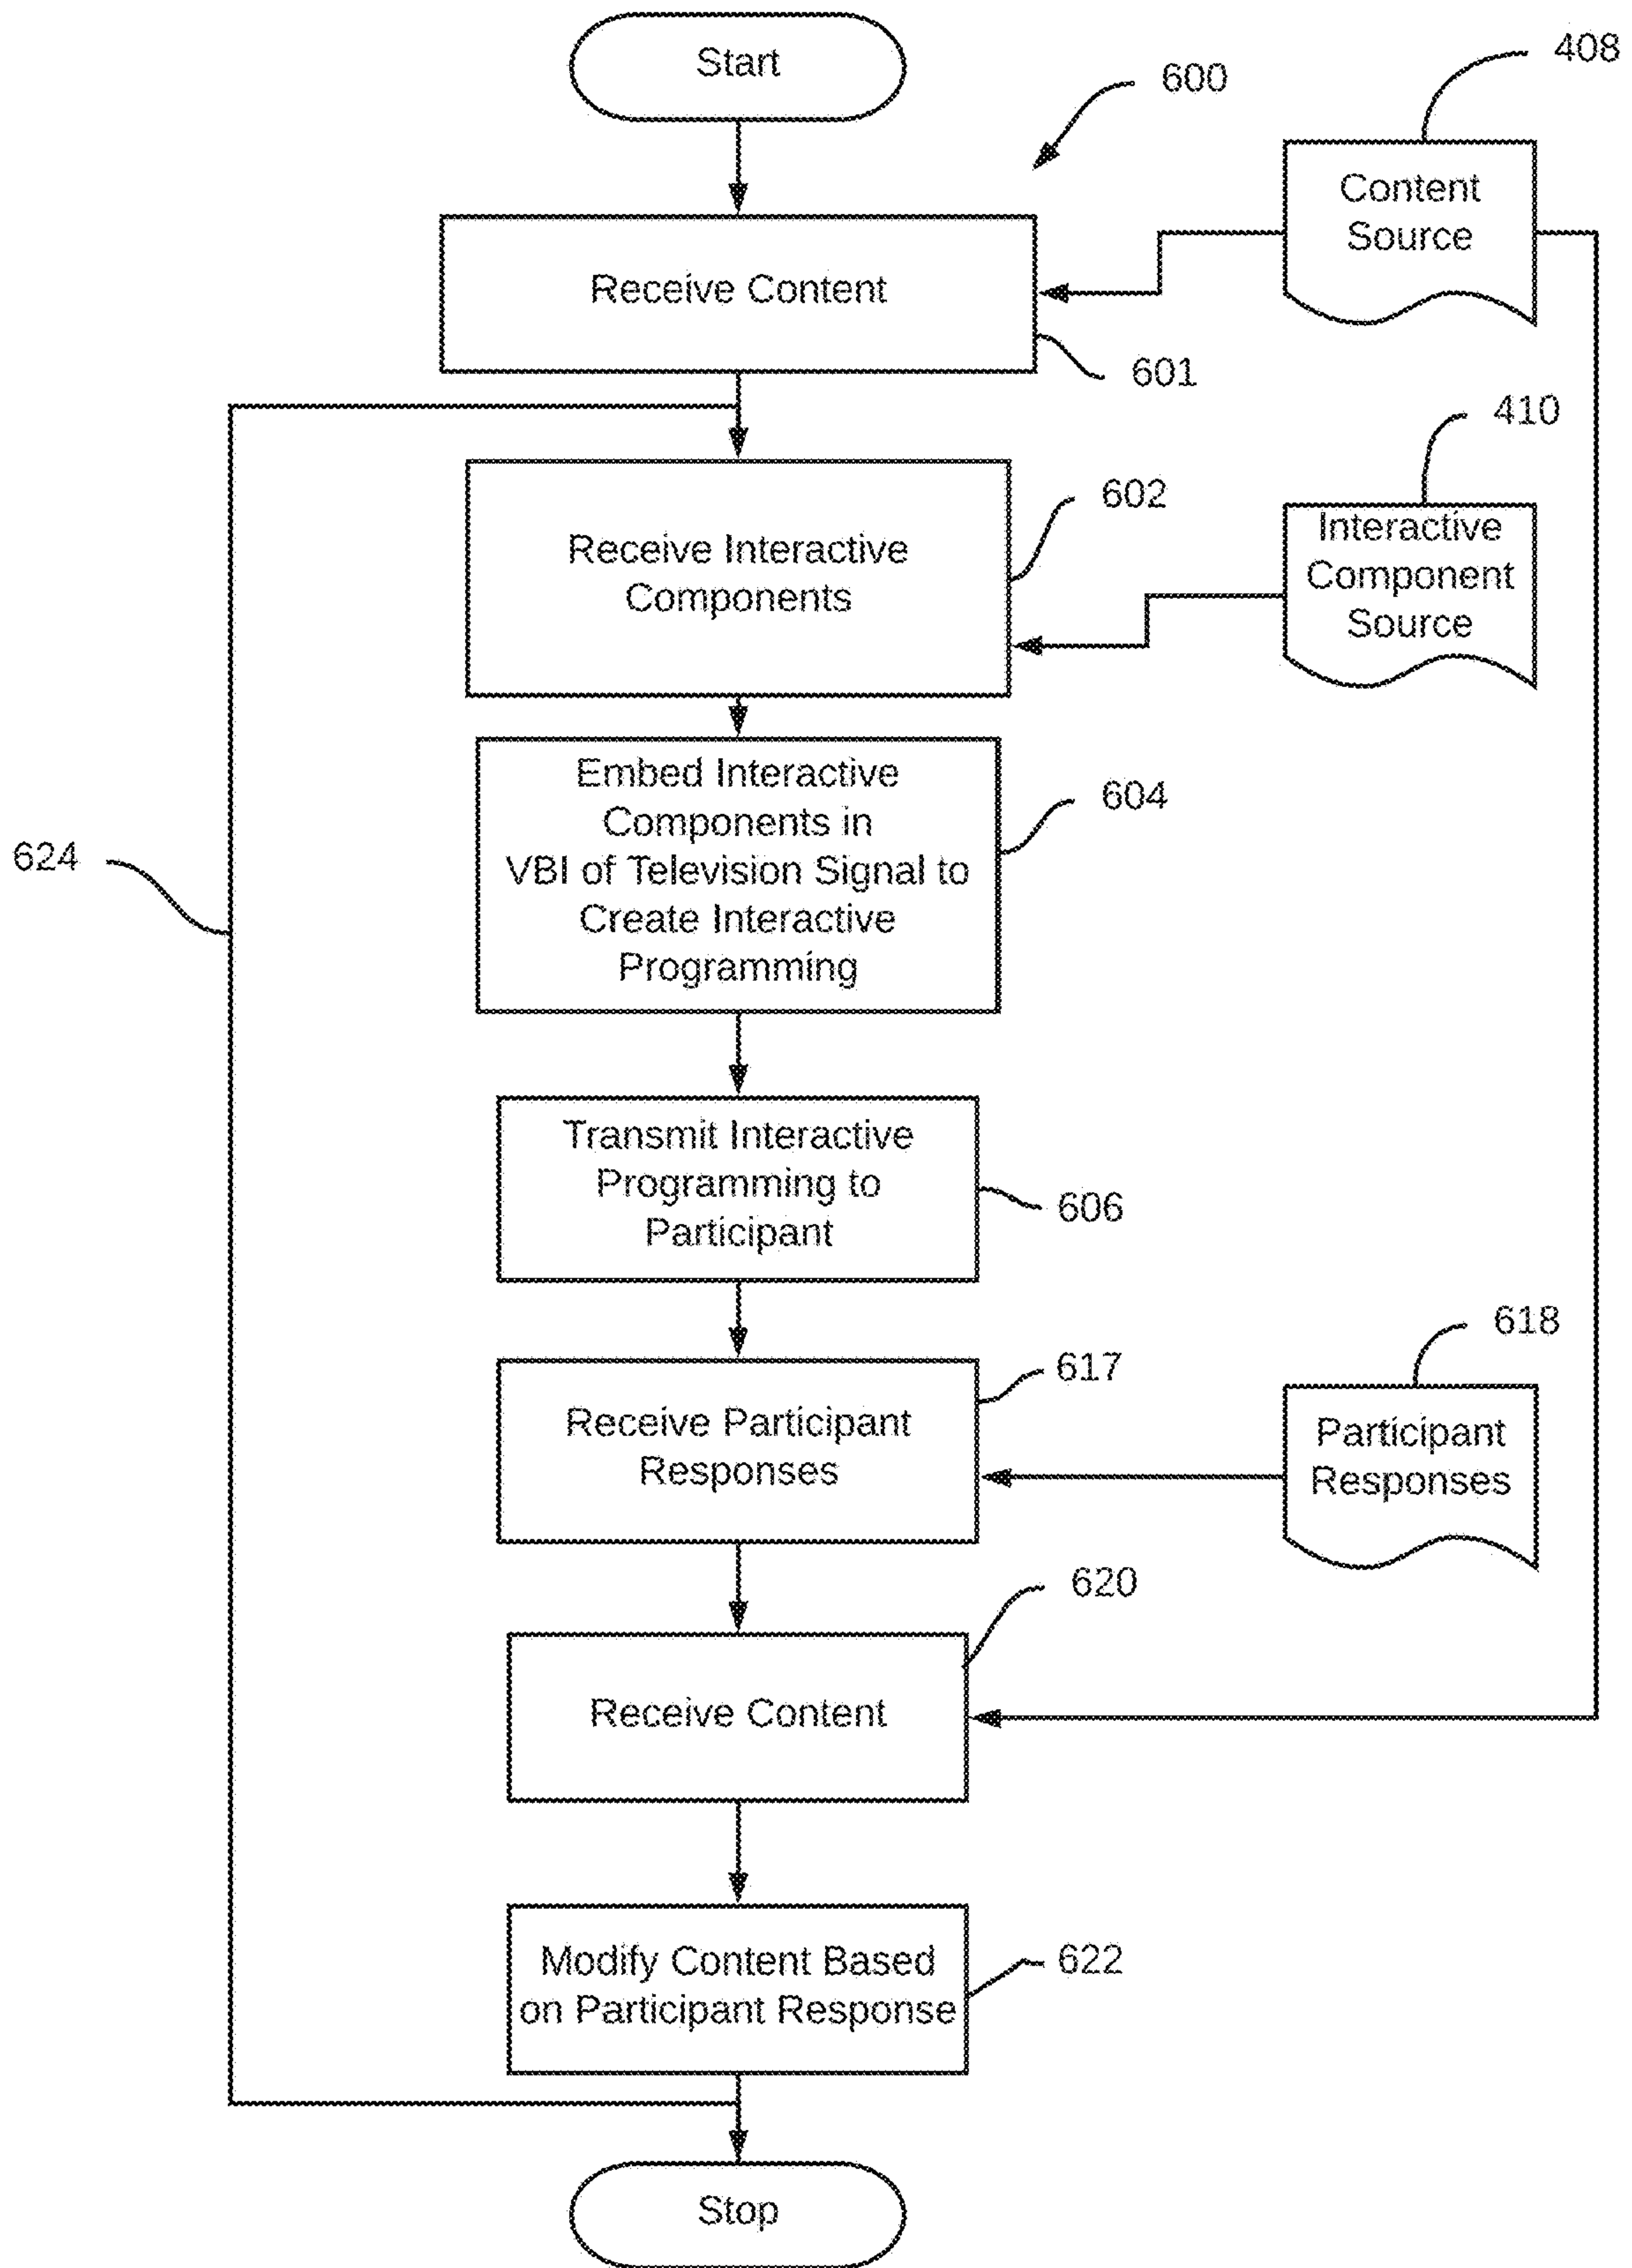 Start
600
408
Content
Source
Receive Content
601
410
602
Receive Interactive
Components
Interactive
Component
Source
Embed Interactive
Components in
VBI of Television Signal to
Create Interactive
Programming
604
624
Transmit Interactive
Programming to
Participant
606
618
617
Receive Participant
Responses
Participant
Responses
620
Receive Content
Modify Content Based
on Participant Response
622
Stop